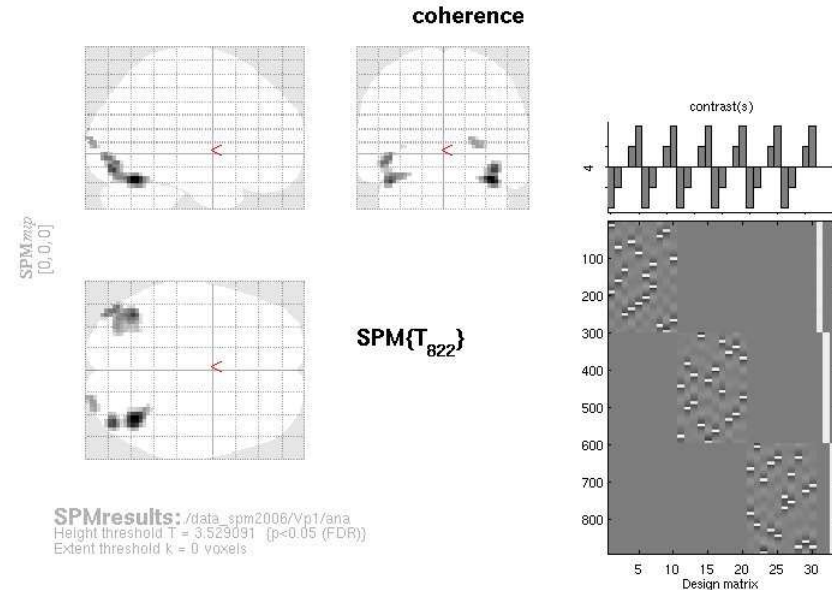 coherence
contrast(s)
4
SPMmip
[0, 0, 0]
<
<
<
SPM{T822}
100
200
300
400
500
600
700
800
5 10 15 20 25 30
Design matrix
SPMresults: ./data_spm2006/Vp1/ana
Height threshold T = 3.529091 {p<0.05 (FDR)}
Extent threshold k = 0 voxels